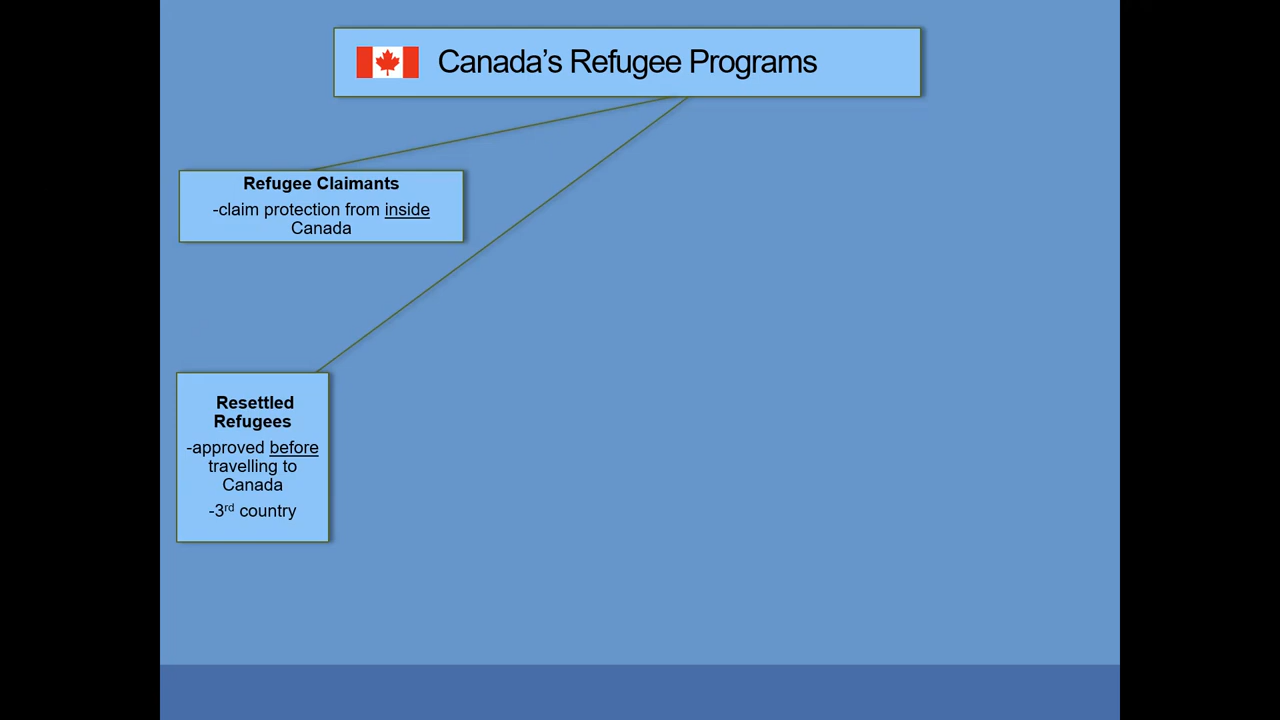 Canada’s Refugee Programs
Refugee Claimants
-claim protection from inside
Canada
Resettled
Refugees
-approved before
travelling to
Canada
-3rd country